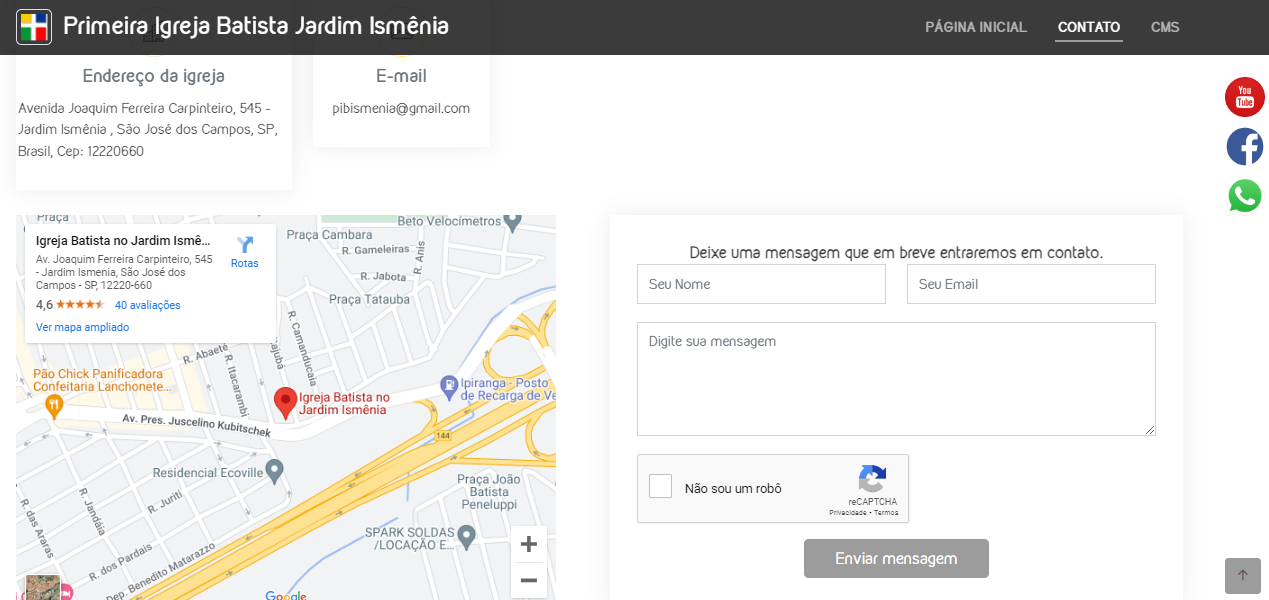 Primeira Igreja Batista Jardim Ismênia
PÁGINA INICIAL
CONTATO
CMS
Endereço da igreja
Avenida Joaquim Ferreira Carpinteiro, 545 -
Jardim Ismênia , São José dos Campos, SP,
Brasil, Cep: 12220660
E-mail
pibismenia@gmail.com
You
Tube
Praça
Beto Velocímetros
Igreja Batista no Jardim Ismê...
Av. Joaquim Ferreira Carpinteiro, 545
- Jardim Ismenia, São José dos
Campos - SP, 12220-660
4,6
40 avaliações
Ver mapa ampliado
Rotas
Praça Cambara
R. Gameleiras
R. Anis
R. Jabota
Praça Tatauba
R. Camanducaia
R. Abaeté
R. Itacarambi
Pão Chick Panificadora
Confeitaria Lanchonete...
Igreja Batista no
Jardim Ismênia
Ipiranga - Posto
de Recarga de Ve
Av. Pres. Juscelino Kubitschek
144
Residencial Ecoville
Praça João
Batista
Peneluppi
R. Juriti
R. Jandáia
R. das Araras
SPARK SOLDAS
/LOCAÇÃO E...
R. dos Pardais
Dep. Benedito Matarazzo
Google
Deixe uma mensagem que em breve entraremos em contato.
Seu Nome
Seu Email
Digite sua mensagem
Não sou um robô
reCAPTCHA
Privacidade - Termos
Enviar mensagem